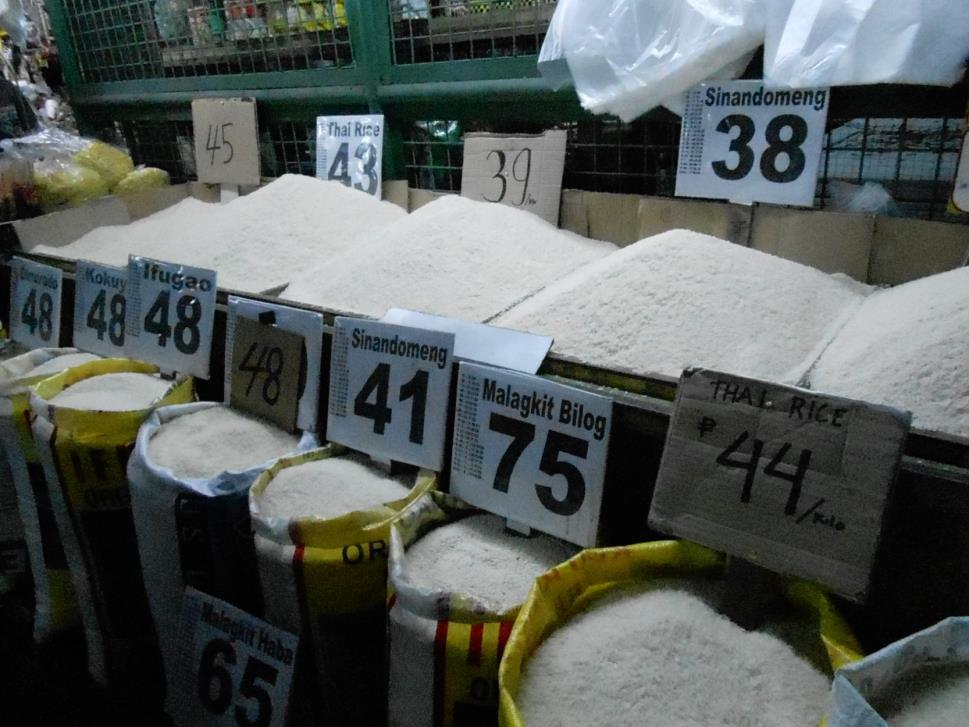 45
Thai Rice
43
39/
Sinandomeng
38
48
Kokuy
48
Ifugao
48
48
Sinandomeng
41
Malagkit Bilog
75
THAI RICE
₱ 44/Kilo
Malagkit Haba
65
OR